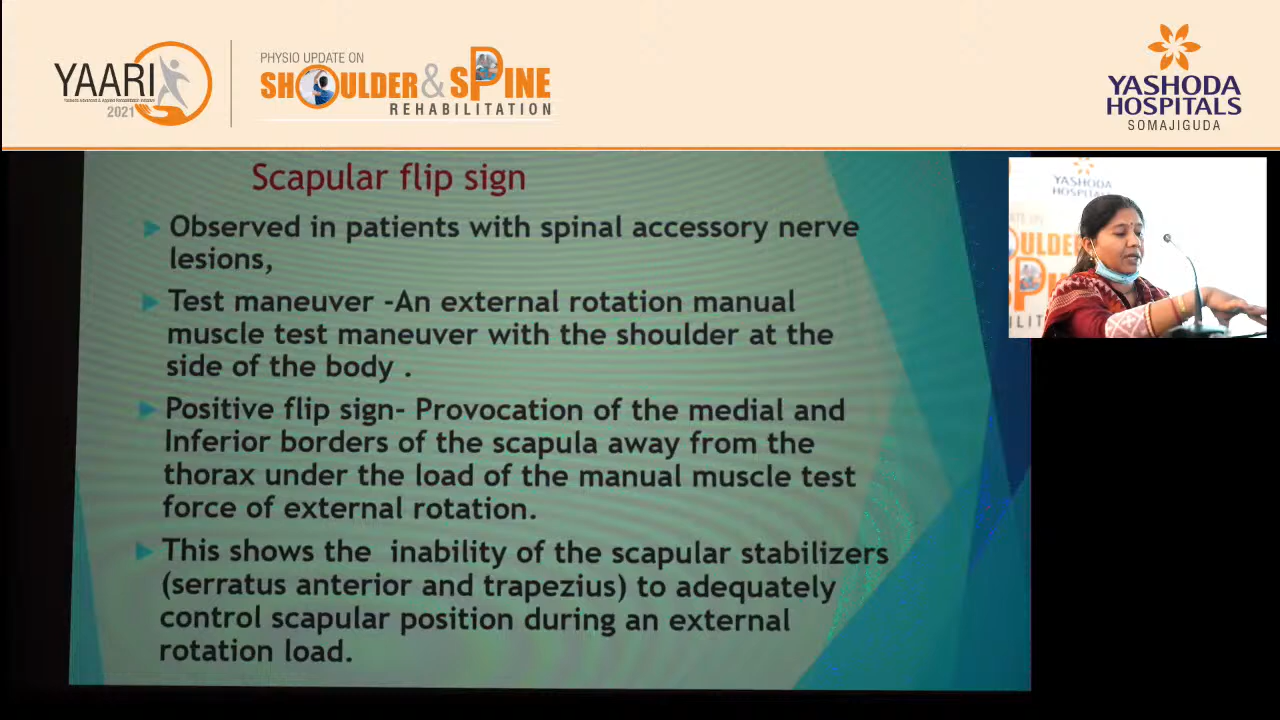 YAARI
2021
PHYSIO UPDATE ON
SHOULDER & SPINE
REHABILITATION
YASHODA
HOSPITALS
SOMAJIGUDA
Scapular flip sign
Observed in patients with spinal accessory nerve
lesions,
Test maneuver -An external rotation manual
muscle test maneuver with the shoulder at the
side of the body .
Positive flip sign- Provocation of the medial and
Inferior borders of the scapula away from the
thorax under the load of the manual muscle test
force of external rotation.
This shows the inability of the scapular stabilizers
(serratus anterior and trapezius) to adequately
control scapular position during an external
rotation load.
YASHODA
HOSPITALS